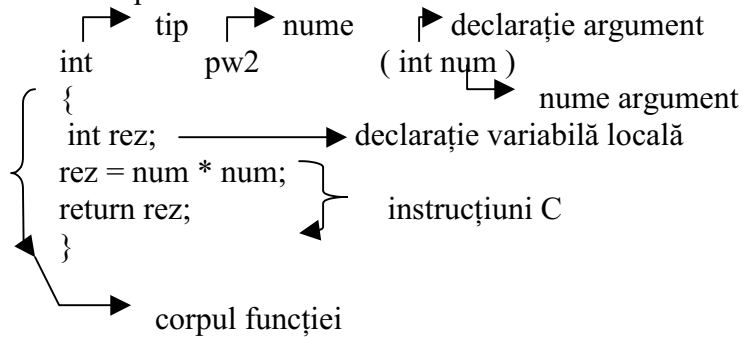 tip nume declarație argument
int pw2 ( int num )
{ nume argument
int rez; declarație variabilă locală
rez = num * num;
return rez; instrucțiuni C
}
corpul funcției